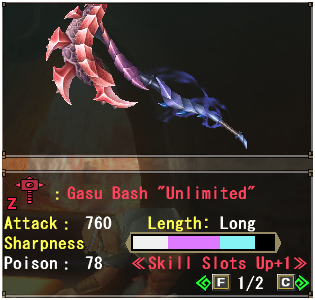 Z : Gasu Bash "Unlimited"
Attack : 760 Length: Long
Sharpness
Poison : 78 ≪Skill Slots Up+1≫
F 1/2 C